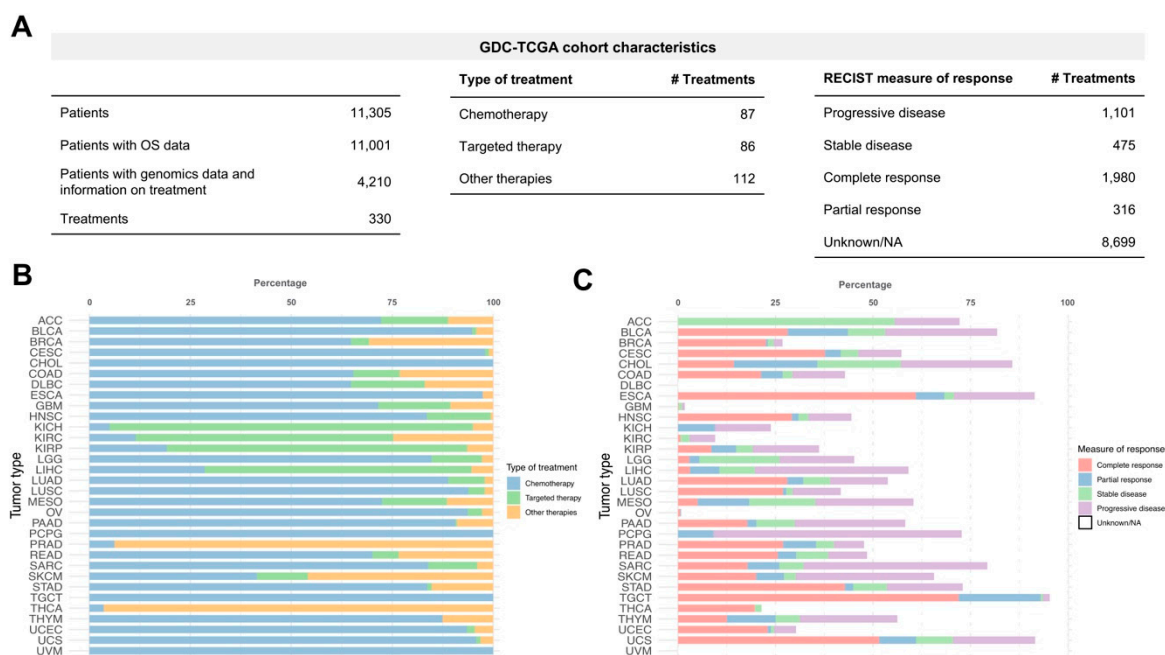 A
GDC-TCGA cohort characteristics
Patients 11,305
Patients with OS data 11,001
Patients with genomics data and
information on treatment 4,210
Treatments 330
Type of treatment # Treatments
Chemotherapy 87
Targeted therapy 86
Other therapies 112
RECIST measure of response # Treatments
Progressive disease 1,101
Stable disease 475
Complete response 1,980
Partial response 316
Unknown/NA 8,699
B
Percentage
0 25 50 75 100
Tumor type
ACC
BLCA
BRCA
CESC
CHOL
COAD
DLBC
ESCA
GBM
HNSC
KICH
KIRC
KIRP
LGG
LIHC
LUAD
LUSC
MESO
OV
PAAD
PCPG
PRAD
READ
SARC
SKCM
STAD
TGCT
THCA
THYM
UCEC
UCS
UVM
Type of treatment
Chemotherapy
Targeted therapy
Other therapies
C
Percentage
0 25 50 75 100
Tumor type
ACC
BLCA
BRCA
CESC
CHOL
COAD
DLBC
ESCA
GBM
HNSC
KICH
KIRC
KIRP
LGG
LIHC
LUAD
LUSC
MESO
OV
PAAD
PCPG
PRAD
READ
SARC
SKCM
STAD
TGCT
THCA
THYM
UCEC
UCS
UVM
Measure of response
Complete response
Partial response
Stable disease
Progressive disease
Unknown/NA